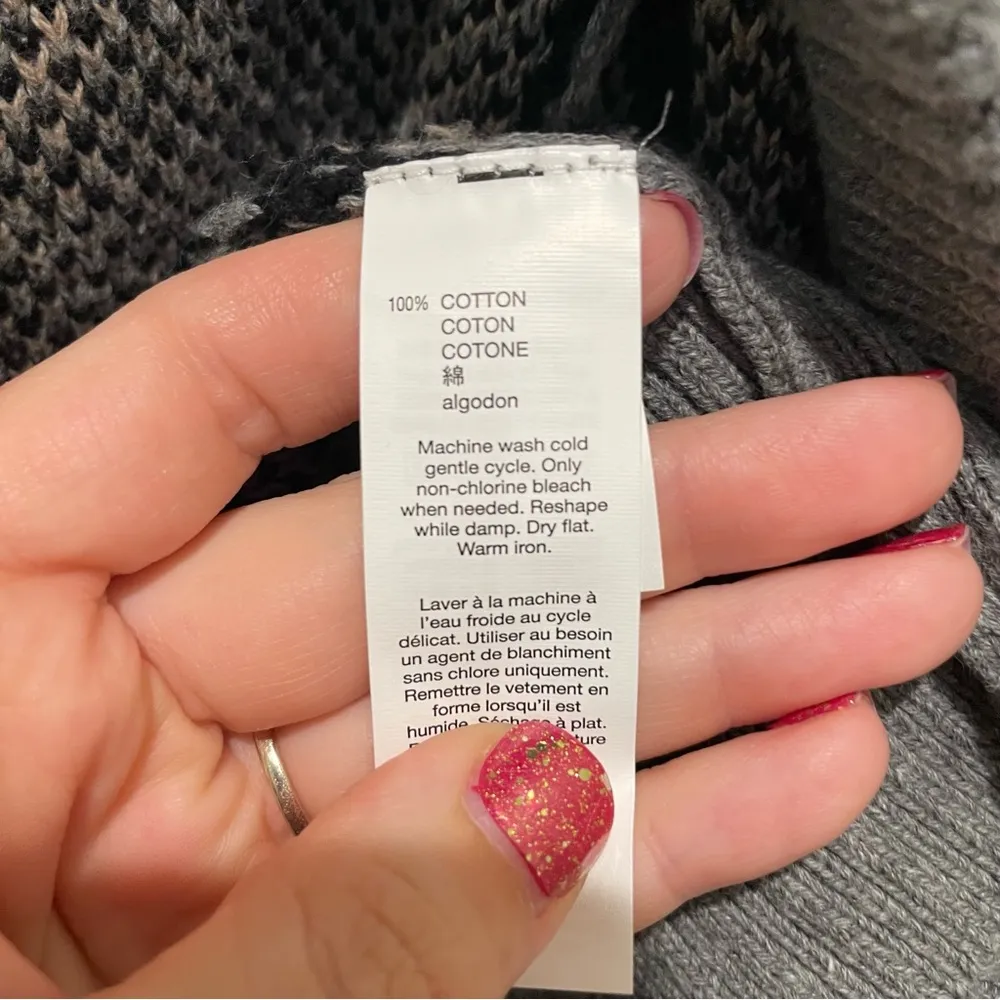 100% COTTON
COTON
COTONE
綿
algodon
Machine wash cold
gentle cycle. Only
non-chlorine bleach
when needed. Reshape
while damp. Dry flat.
Warm iron.
Laver à la machine à
l'eau froide au cycle
délicat. Utiliser au besoin
un agent de blanchiment
sans chlore uniquement.
Remettre le vetement en
forme lorsqu'il est
humide. Séchage à plat.